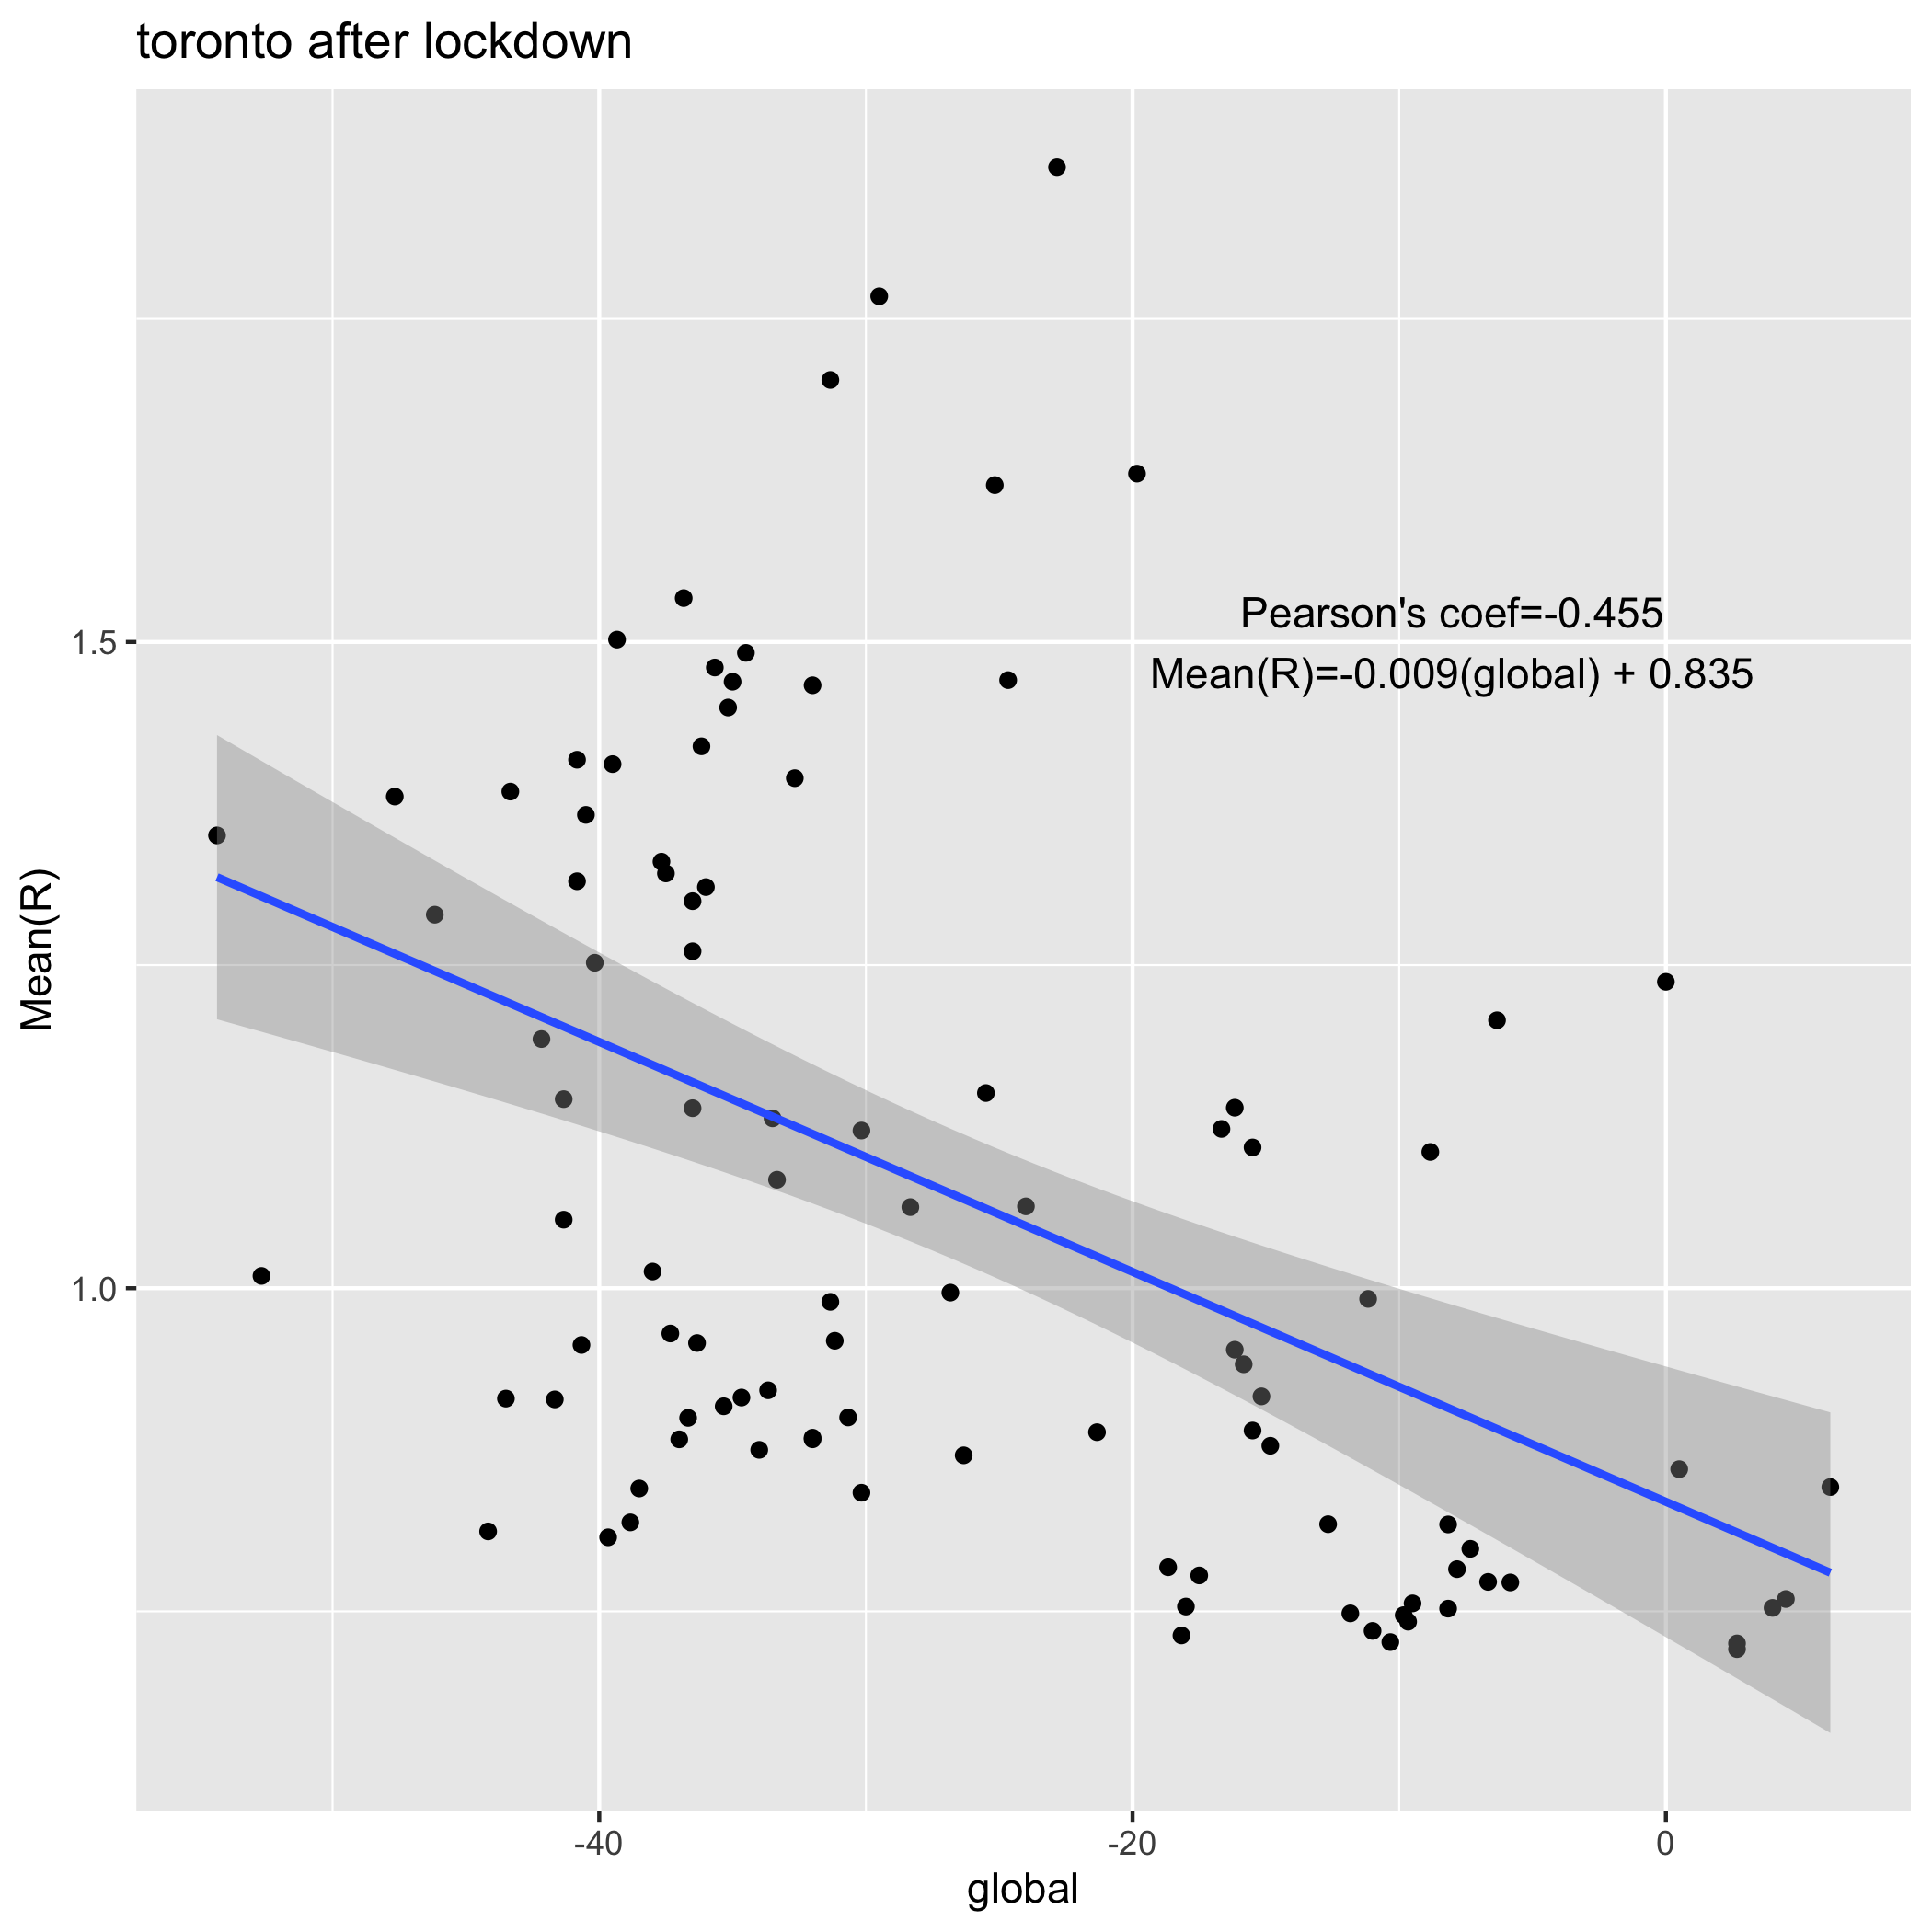 toronto after lockdown
Pearson's coef=-0.455
1.5
Mean(R)=-0.009(global) + 0.835
Mean(R)
1.0
-40
-20
0
global